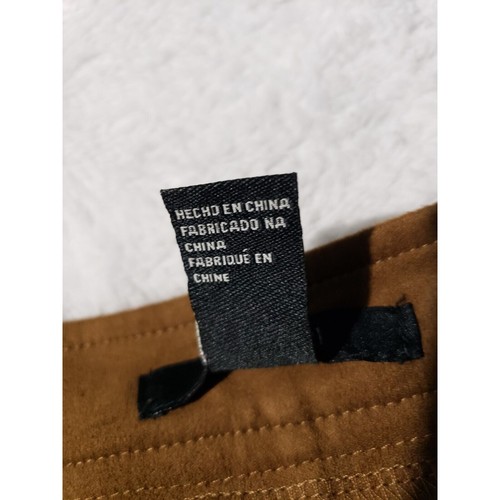 HECHO EN CHINA
FABRICADO NA
CHINA
FABRIQUÉ EN
CHINE